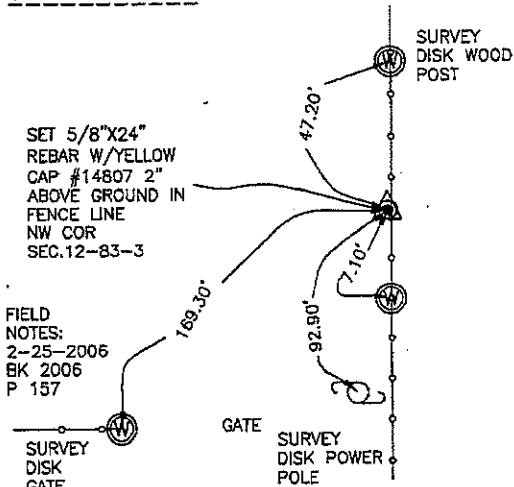 SURVEY
DISK WOOD
POST
47.20'
SET 5/8"X24"
REBAR W/YELLOW
CAP #14807 2"
ABOVE GROUND IN
FENCE LINE
NW COR
SEC.12-83-3
7.10'
169.30'
92.90'
W
W
W
FIELD
NOTES:
2-25-2006
BK 2006
P 157
GATE
SURVEY
DISK
GATE
SURVEY
DISK POWER
POLE